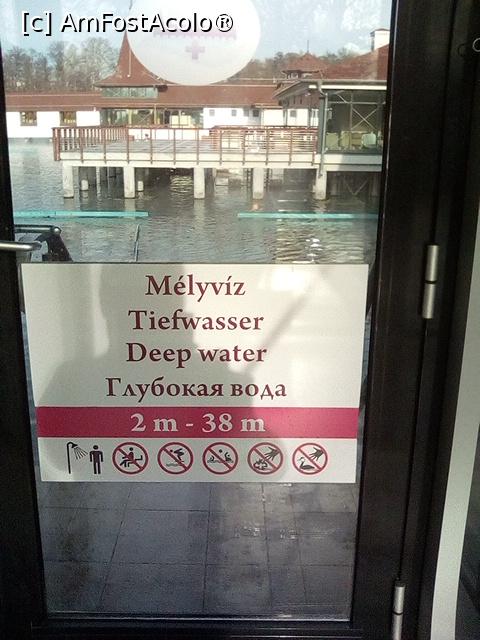 [c] AmFostAcolo®
Mélyvíz
Tiefwasser
Deep water
Глубокая вода
2 m - 38 m